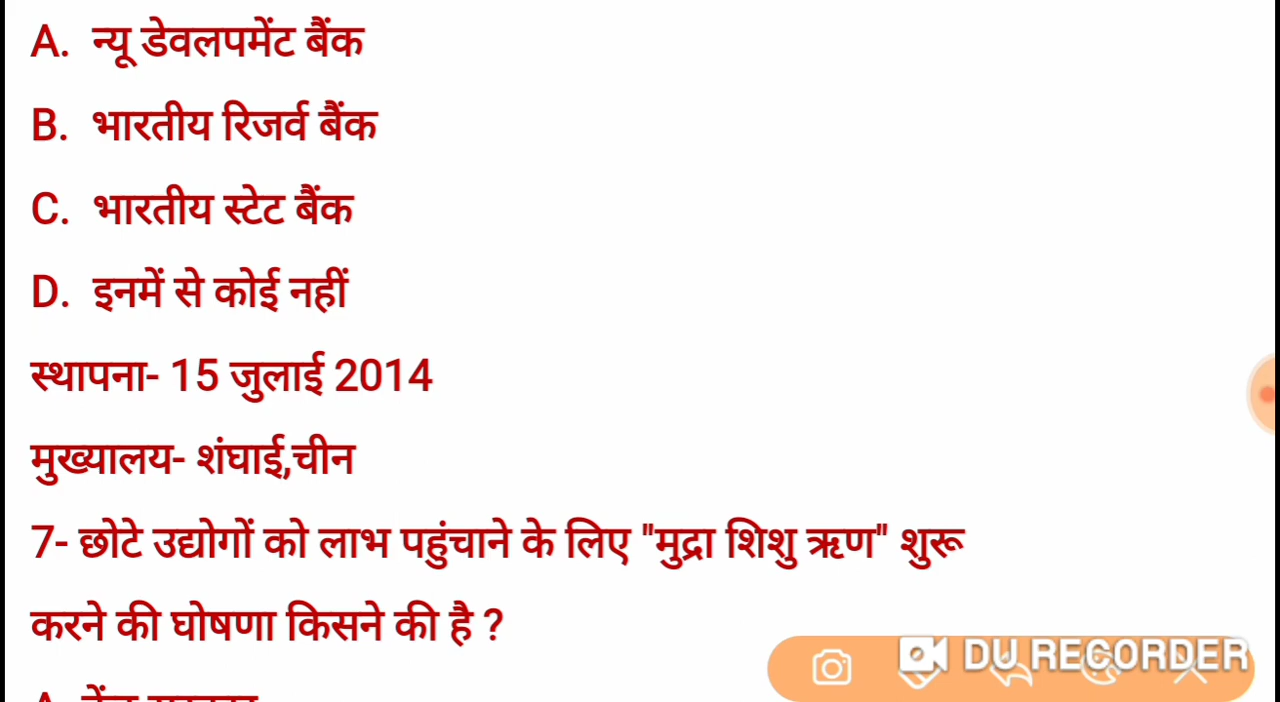 A. न्यू डेवलपमेंट बैंक
B. भारतीय रिजर्व बैंक
C. भारतीय स्टेट बैंक
D. इनमें से कोई नहीं
स्थापना- 15 जुलाई 2014
मुख्यालय- शंघाई,चीन
7- छोटे उद्योगों को लाभ पहुंचाने के लिए "मुद्रा शिशु ऋण" शुरू
करने की घोषणा किसने की है ?
DU RECORDER